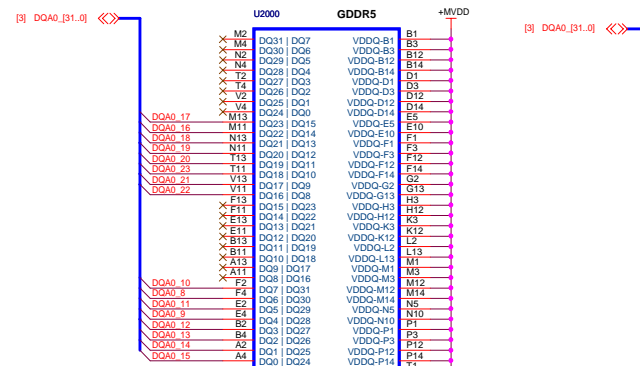 [3] DQA0_[31..0] U2000 GDDR5 +MVDD [3] DQA0_[31..0]
M2 DQ31 | DQ7 VDDQ-B1 B1
M4 DQ30 | DQ6 VDDQ-B3 B3
N2 DQ29 | DQ5 VDDQ-B12 B12
N4 DQ28 | DQ4 VDDQ-B14 B14
T2 DQ27 | DQ3 VDDQ-D1 D1
T4 DQ26 | DQ2 VDDQ-D3 D3
V2 DQ25 | DQ1 VDDQ-D12 D12
V4 DQ24 | DQ0 VDDQ-D14 D14
DQA0_17 M13 DQ23 | DQ15 VDDQ-E5 E5
DQA0_16 M11 DQ22 | DQ14 VDDQ-E10 E10
DQA0_18 N13 DQ21 | DQ13 VDDQ-F1 F1
DQA0_19 N11 DQ20 | DQ12 VDDQ-F3 F3
DQA0_20 T13 DQ19 | DQ11 VDDQ-F12 F12
DQA0_23 T11 DQ18 | DQ10 VDDQ-F14 F14
DQA0_21 V13 DQ17 | DQ9 VDDQ-G2 G2
DQA0_22 V11 DQ16 | DQ8 VDDQ-G13 G13
F13 DQ15 | DQ23 VDDQ-H3 H3
F11 DQ14 | DQ22 VDDQ-H12 H12
E13 DQ13 | DQ21 VDDQ-K3 K3
E11 DQ12 | DQ20 VDDQ-K12 K12
B13 DQ11 | DQ19 VDDQ-L2 L2
B11 DQ10 | DQ18 VDDQ-L13 L13
A13 DQ9 | DQ17 VDDQ-M1 M1
A11 DQ8 | DQ16 VDDQ-M3 M3
DQA0_10 F2 DQ7 | DQ31 VDDQ-M12 M12
DQA0_8 F4 DQ6 | DQ30 VDDQ-M14 M14
DQA0_11 E2 DQ5 | DQ29 VDDQ-N5 N5
DQA0_9 E4 DQ4 | DQ28 VDDQ-N10 N10
DQA0_12 B2 DQ3 | DQ27 VDDQ-P1 P1
DQA0_13 B4 DQ2 | DQ26 VDDQ-P3 P3
DQA0_14 A2 DQ1 | DQ25 VDDQ-P12 P12
DQA0_15 A4 DQ0 | DQ24 VDDQ-P14 P14
T1